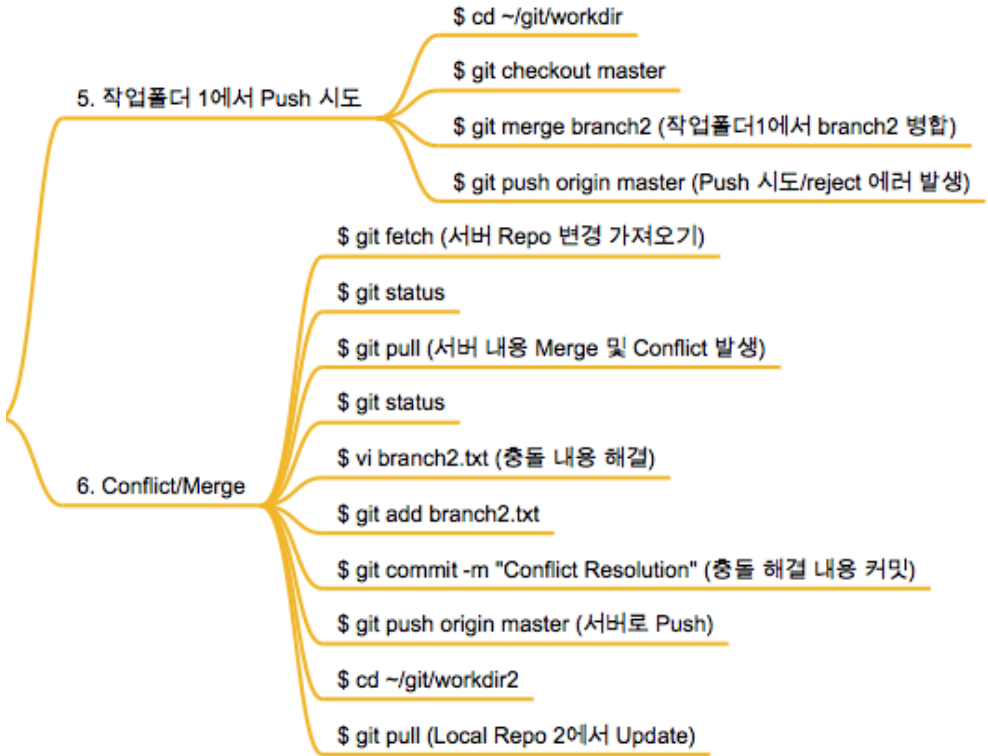 5. 작업폴더 1에서 Push 시도
$ cd ~/git/workdir
$ git checkout master
$ git merge branch2 (작업폴더1에서 branch2 병합)
$ git push origin master (Push 시도/reject 에러 발생)
6. Conflict/Merge
$ git fetch (서버 Repo 변경 가져오기)
$ git status
$ git pull (서버 내용 Merge 및 Conflict 발생)
$ git status
$ vi branch2.txt (충돌 내용 해결)
$ git add branch2.txt
$ git commit -m "Conflict Resolution" (충돌 해결 내용 커밋)
$ git push origin master (서버로 Push)
$ cd ~/git/workdir2
$ git pull (Local Repo 2에서 Update)